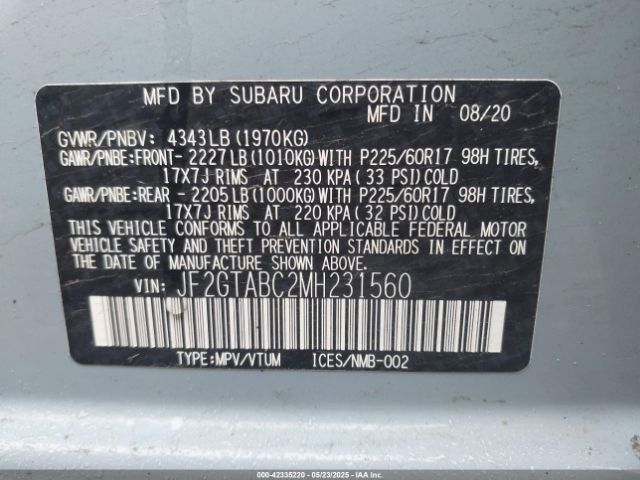 MFD BY SUBARU CORPORATION
MFD IN 08/20
GVWR/PNBV: 4343LB (1970KG)
GAWR/PNBE:FRONT- 2227LB (1010KG) WITH P225/60R17 98H TIRES,
17X7J RIMS AT 230 KPA (33 PSI) COLD
GAWR/PNBE:REAR - 2205LB (1000KG) WITH P225/60R17 98H TIRES,
17X7J RIMS AT 220 KPA (32 PSI) COLD
THIS VEHICLE CONFORMS TO ALL APPLICABLE FEDERAL MOTOR
VEHICLE SAFETY AND THEFT PREVENTION STANDARDS IN EFFECT ON
THE DATE OF MANUFACTURE SHOWN ABOVE.
VIN: JF2GTABC2MH231560
TYPE:MPV/VTUM ICES/NMB-002
000-42335220 - 05/23/2025 - IAA Inc.